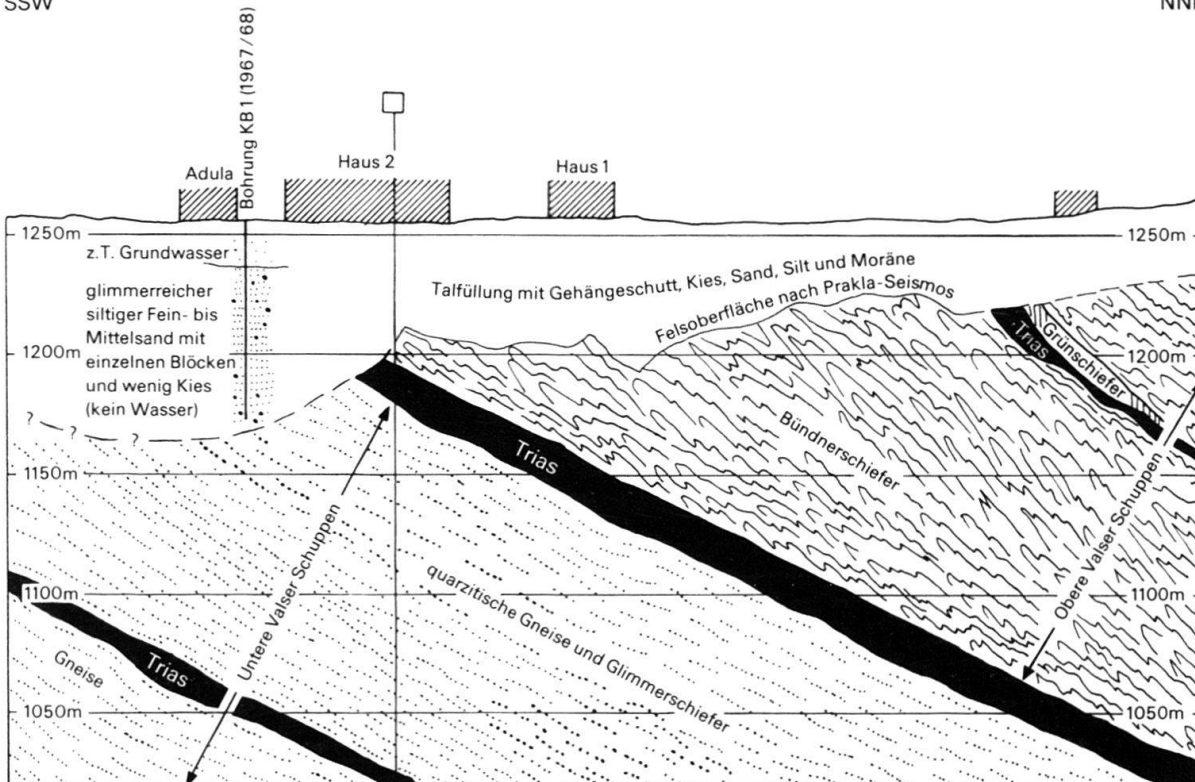 SSW
NNE
Bohrung KB1 (1967/68)
Adula
Haus 2
Haus 1
1250m
1250m
z.T. Grundwasser
glimmerreicher
siltiger Fein- bis
Mittelsand mit
einzelnen Blöcken
und wenig Kies
(kein Wasser)
Talfüllung mit Gehängeschutt, Kies, Sand, Silt und Moräne
Felsoberfläche nach Prakla-Seismos
1200m
1200m
Trias
Grünschiefer
? ? ?
Bündnerschiefer
1150m
Trias
Untere Valser Schuppen
Obere Valser Schuppen
quarzitische Gneise und Glimmerschiefer
1100m
1100m
Gneise
Trias
1050m
1050m